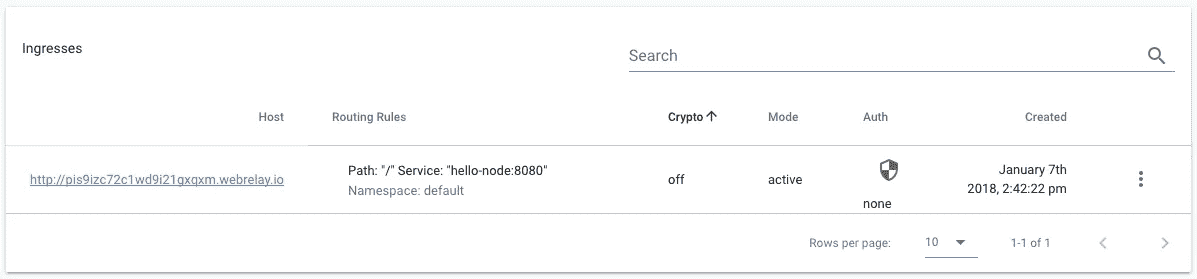 Ingresses
Search
Host Routing Rules Crypto Mode Auth Created
http://pis9izc72c1wd9i21gxqxm.webrelay.io
Path: "/" Service: "hello-node:8080"
Namespace: default
off
active
none
January 7th
2018, 2:42:22 pm
Rows per page: 10 1-1 of 1